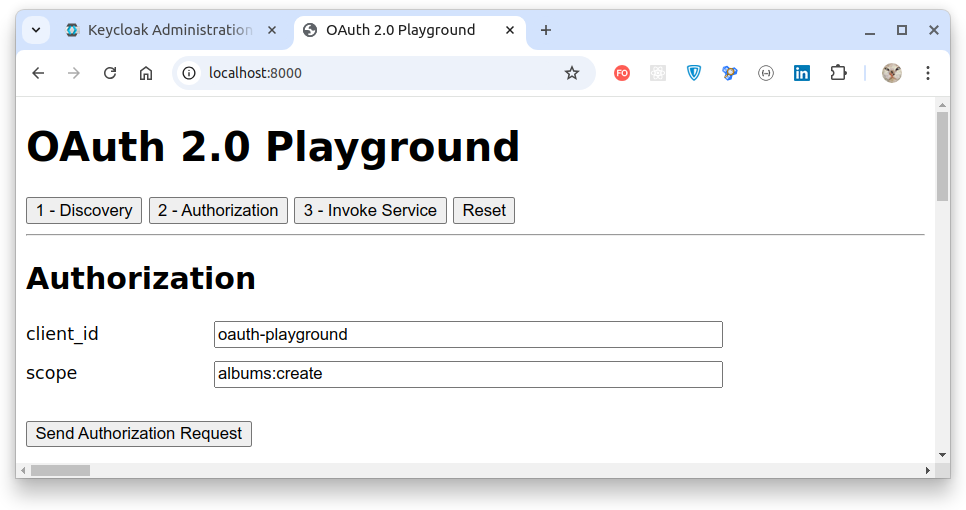 Keycloak Administration
OAuth 2.0 Playground
localhost:8000
FO
in
OAuth 2.0 Playground
1 - Discovery 2 - Authorization 3 - Invoke Service Reset
Authorization
client_id oauth-playground
scope albums:create
Send Authorization Request